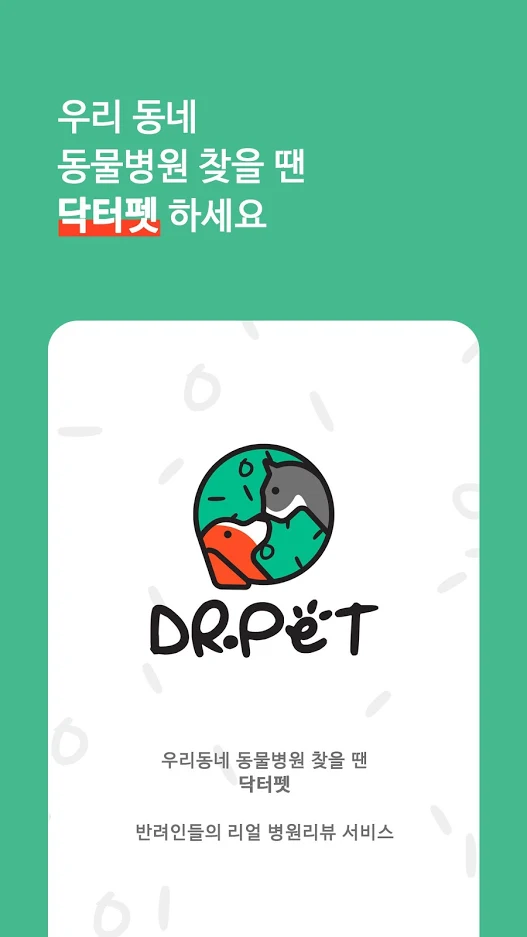 우리 동네
동물병원 찾을 땐
닥터펫 하세요
DR.PeT
우리동네 동물병원 찾을 땐
닥터펫
반려인들의 리얼 병원리뷰 서비스